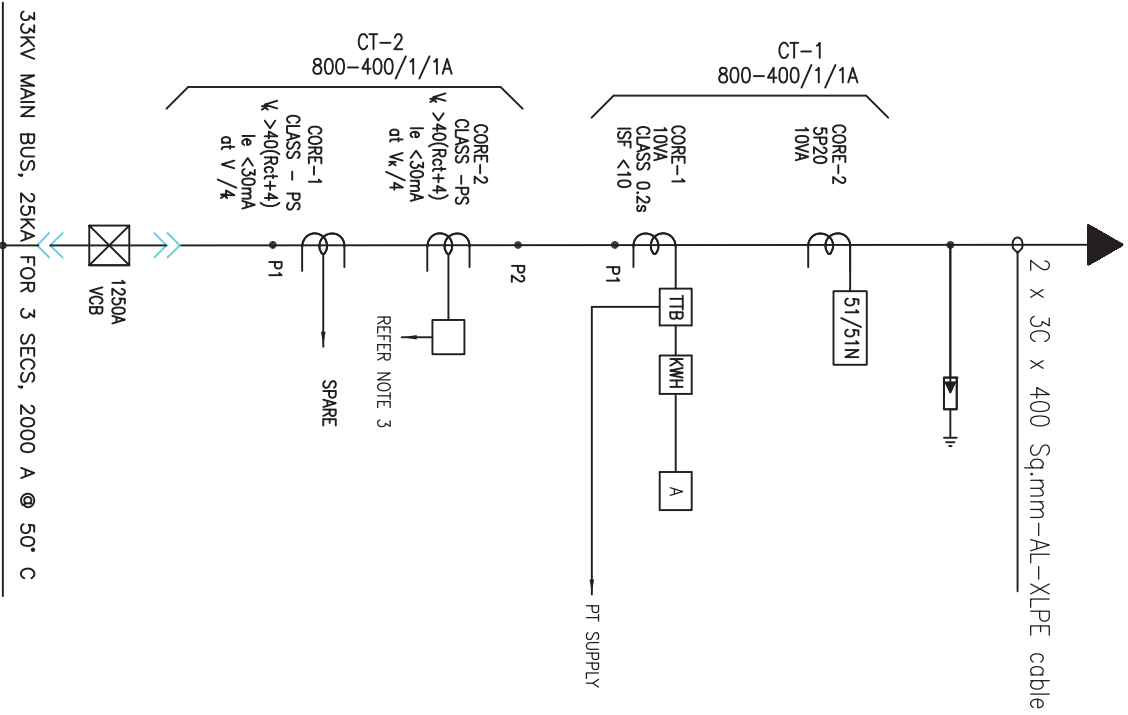 2 x 3C x 400 Sq.mm-AL-XLPE cable
CT-1
800-400/1/1A
CORE-2
5P20
10VA
51/51N
CORE-1
10VA
CLASS 0.2s
ISF <10
TTB
KWH
A
PT SUPPLY
P1
P2
CT-2
800-400/1/1A
CORE-2
CLASS -PS
Vk >40(Rct+4)
Ie <30mA
at Vk/4
REFER NOTE 3
CORE-1
CLASS - PS
Vk >40(Rct+4)
Ie <30mA
at V /4k
SPARE
P1
1250A
VCB
33KV MAIN BUS, 25KA FOR 3 SECS, 2000 A @ 50° C